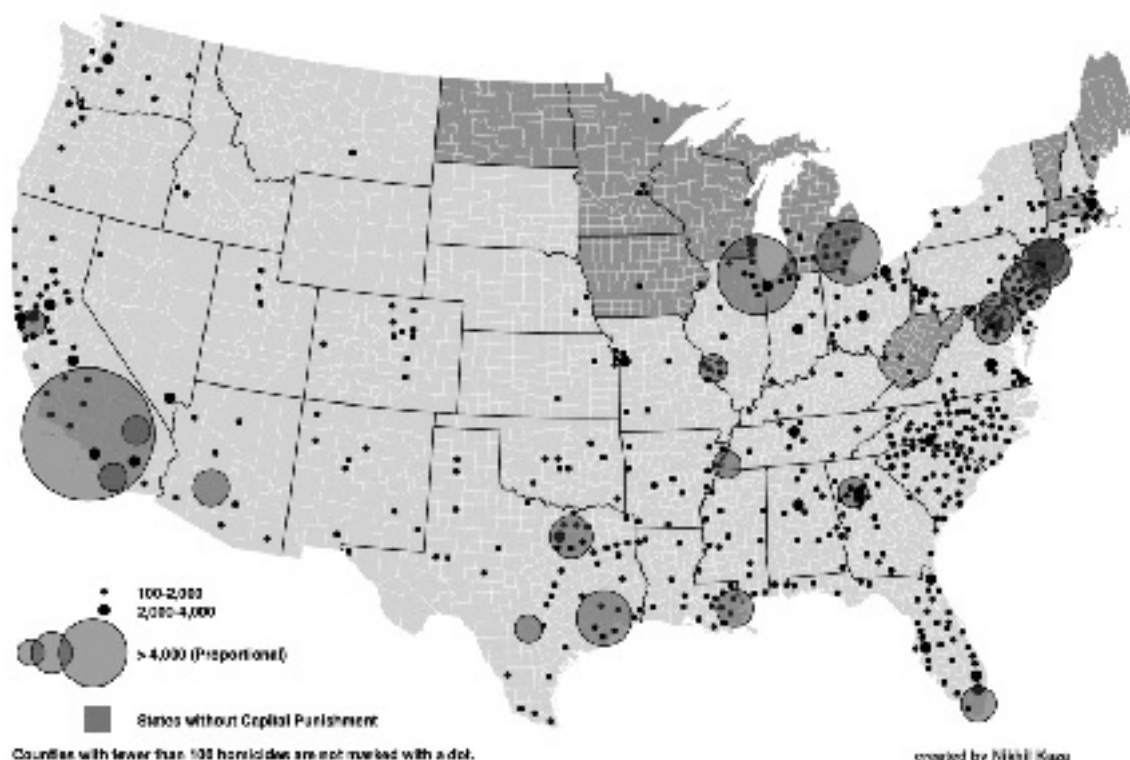 100-2,000
2,000-4,000
> 4,000 (Proportional)
States without Capital Punishment
Counties with fewer than 100 homicides are not marked with a dot.
created by Nikhil